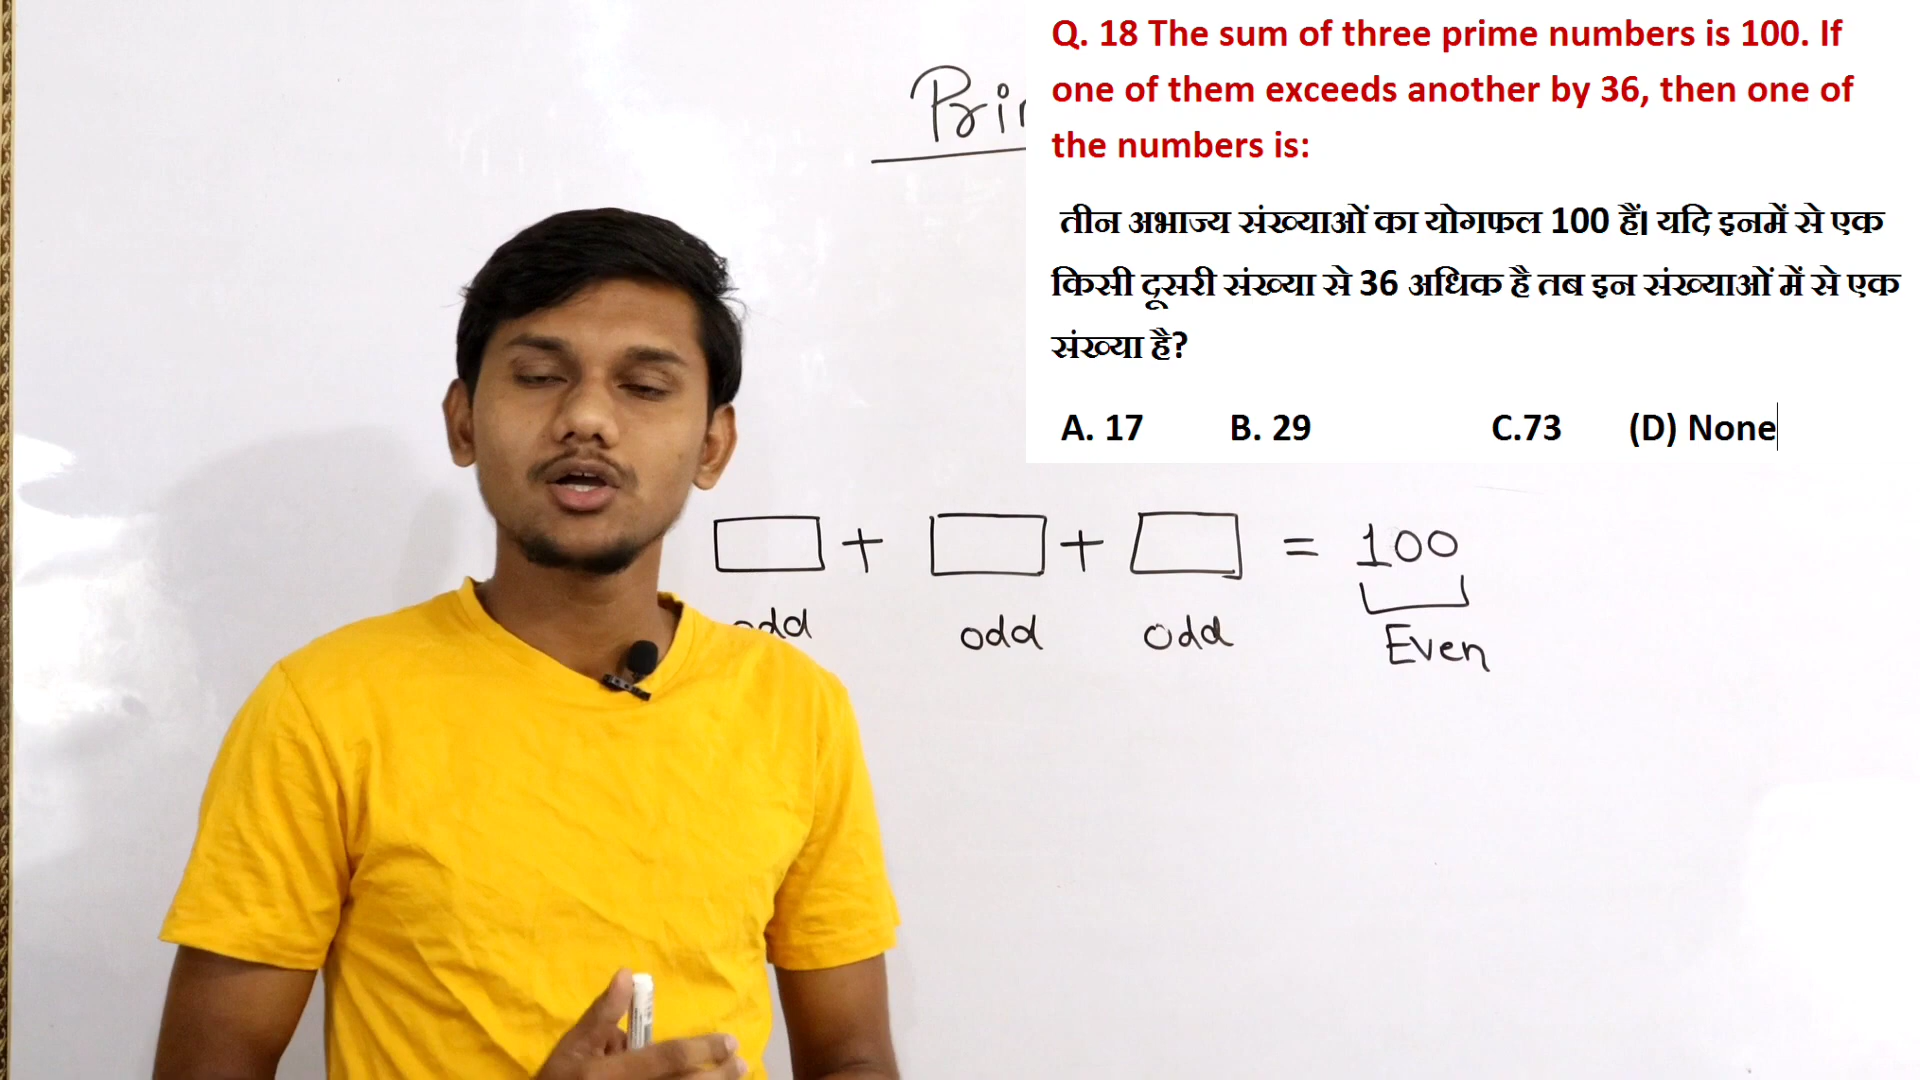 Q. 18 The sum of three prime numbers is 100. If
one of them exceeds another by 36, then one of
the numbers is:
तीन अभाज्य संख्याओं का योगफल 100 हैं। यदि इनमें से एक
किसी दूसरी संख्या से 36 अधिक है तब इन संख्याओं में से एक
संख्या है?
A. 17 B. 29 C.73 (D) None
+ + = 100
odd odd odd Even